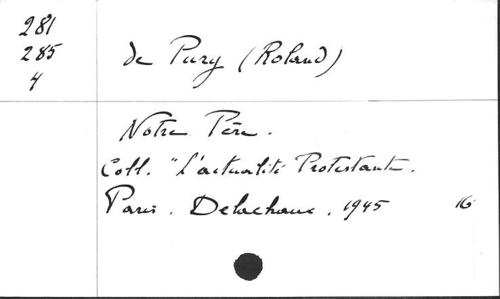 281
285
4
de Pury (Roland)
Notre Père.
Coll. "L'actualité Protestante.
Paris. Delachaux, 1945 16